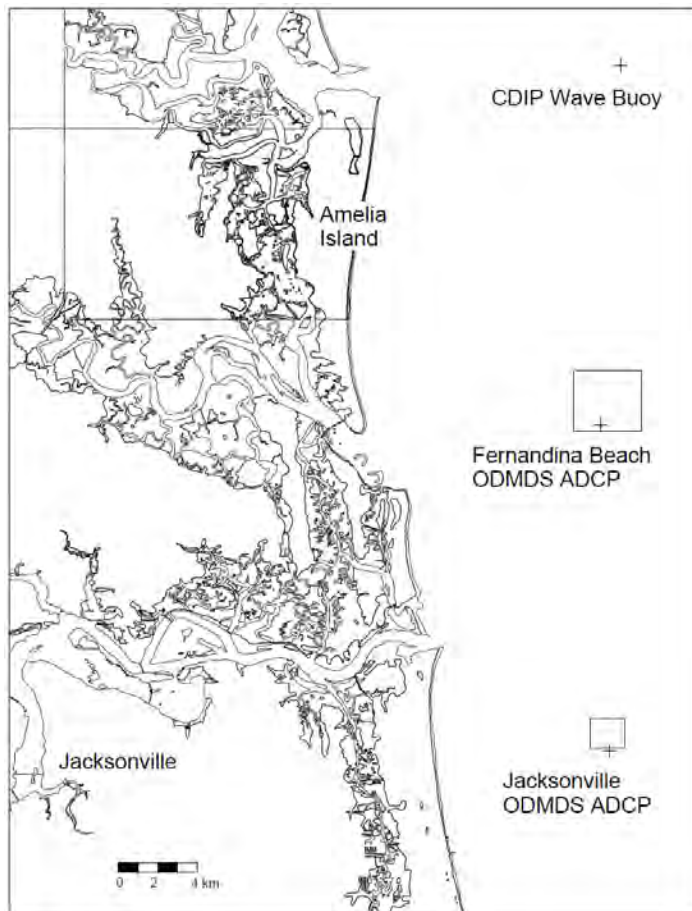 CDIP Wave Buoy
Amelia
Island
Fernandina Beach
ODMDS ADCP
Jacksonville
Jacksonville
ODMDS ADCP
0 2 4 km